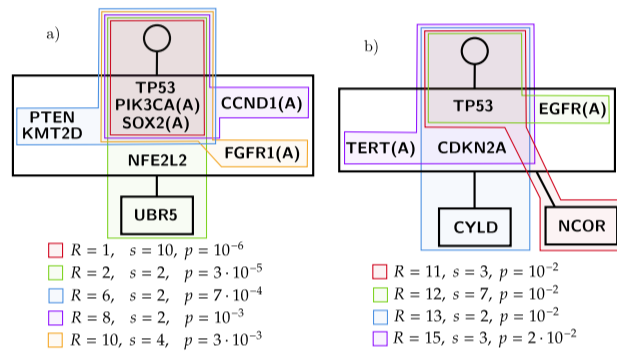 a)
TP53
PIK3CA(A)
SOX2(A)
CCND1(A)
PTEN
KMT2D
FGFR1(A)
NFE2L2
UBR5
R = 1, s = 10, p = 10⁻⁶
R = 2, s = 2, p = 3·10⁻⁵
R = 6, s = 2, p = 7·10⁻⁴
R = 8, s = 2, p = 10⁻³
R = 10, s = 4, p = 3·10⁻³
b)
TP53
EGFR(A)
TERT(A)
CDKN2A
CYLD
NCOR
R = 11, s = 3, p = 10⁻²
R = 12, s = 7, p = 10⁻²
R = 13, s = 2, p = 10⁻²
R = 15, s = 3, p = 2·10⁻²